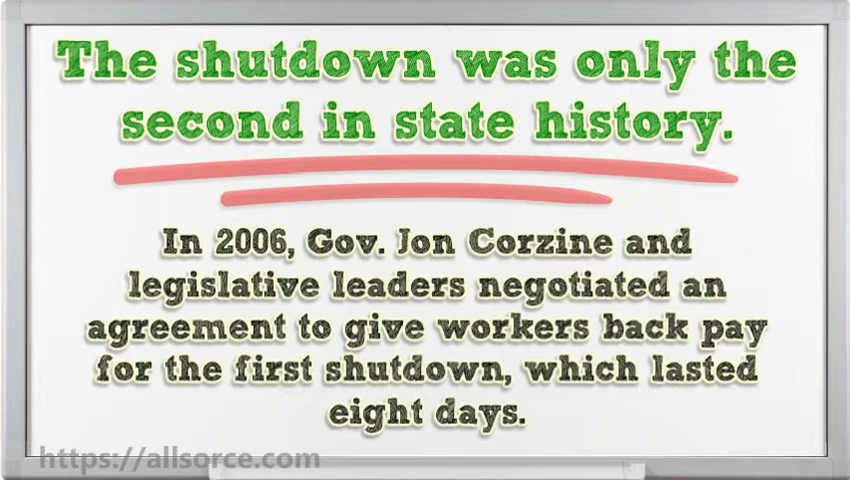 The shutdown was only the
second in state history.
In 2006, Gov. Jon Corzine and
legislative leaders negotiated an
agreement to give workers back pay
for the first shutdown, which lasted
eight days.
https://allsorce.com